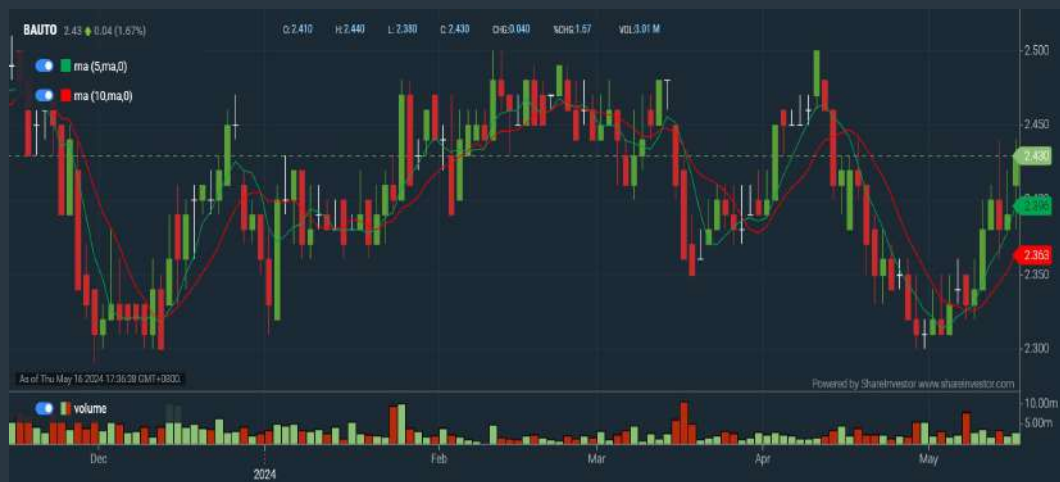 BAUTO 2.43 0.04 (1.67%) O: 2.410 H: 2.440 L: 2.380 C: 2.430 CHG:0.040 %CHG:1.67 VOL:3.01 M
ma (5,ma,0)
ma (10,ma,0)
2.500
2.450
2.430
2.396
2.363
2.350
2.300
As of Thu May 16 2024 17:36:28 GMT+0800.
Powered by ShareInvestor www.shareinvestor.com
volume
10.00m
5.00m
Dec 2024 Feb Mar Apr May